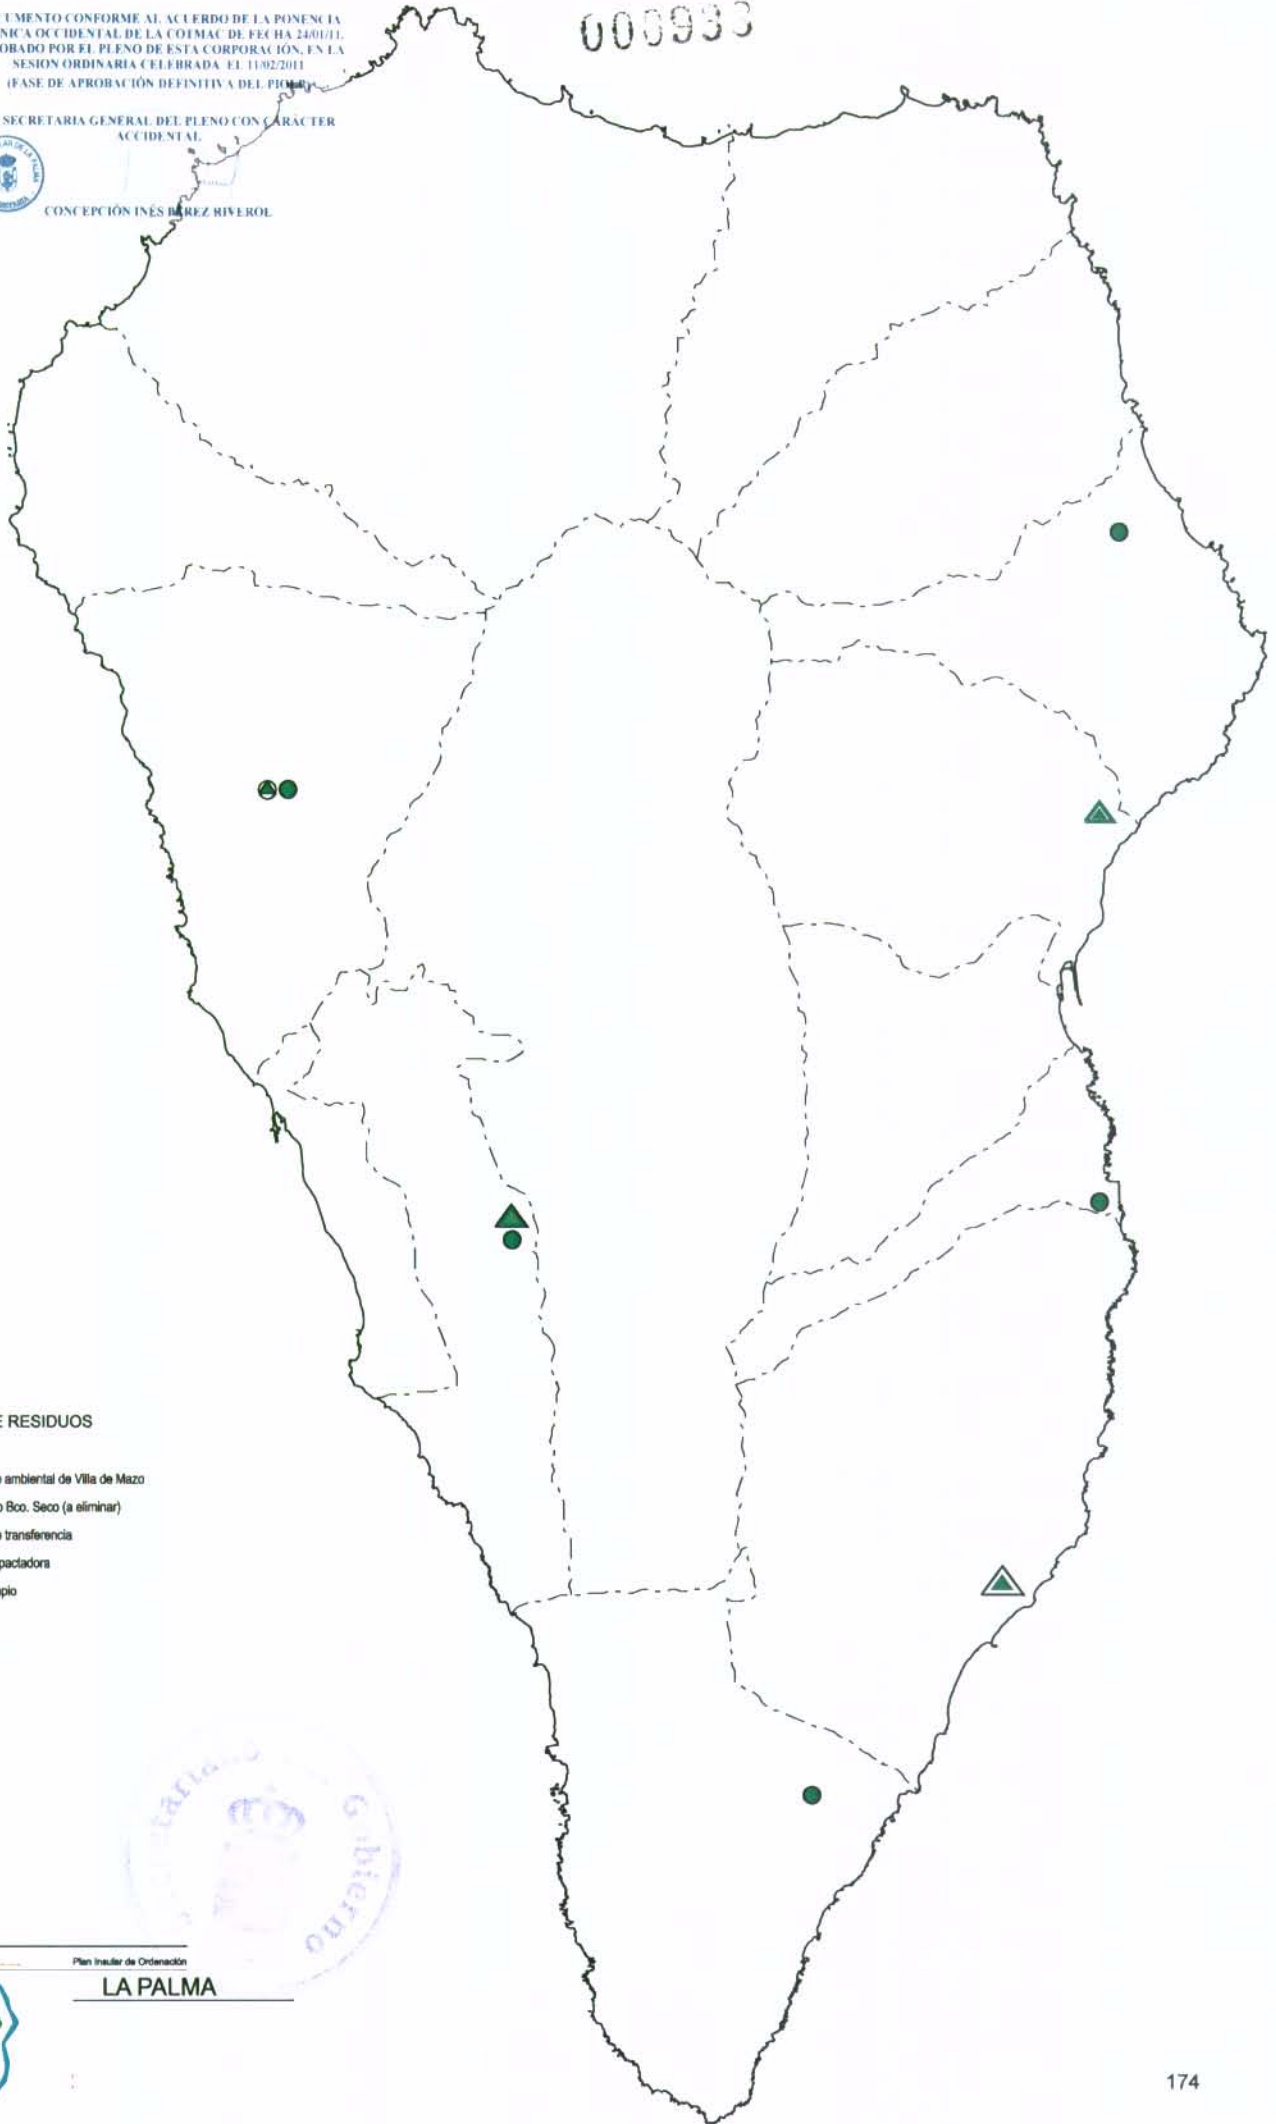 CUMENTO CONFORME AL ACUERDO DE LA PONENCIA
NICA OCCIDENTAL DE LA COTMAC DE FECHA 24/01/11.
OBADO POR EL PLENO DE ESTA CORPORACIÓN, EN LA
SESION ORDINARIA CELEBRADA EL 11/02/2011
(FASE DE APROBACIÓN DEFINITIVA DEL
000933
SECRETARIA GENERAL DEL PLENO CON CARÁCTER
ACCIDENTAL
CONCEPCIÓN INÉS PÉREZ RIVEROL
E RESIDUOS
ambiental de Villa de Mazo
o Bco. Seco (a eliminar)
transferencia
pactadora
pio
Gobierno
Plan Insular de Ordenación
LA PALMA
174